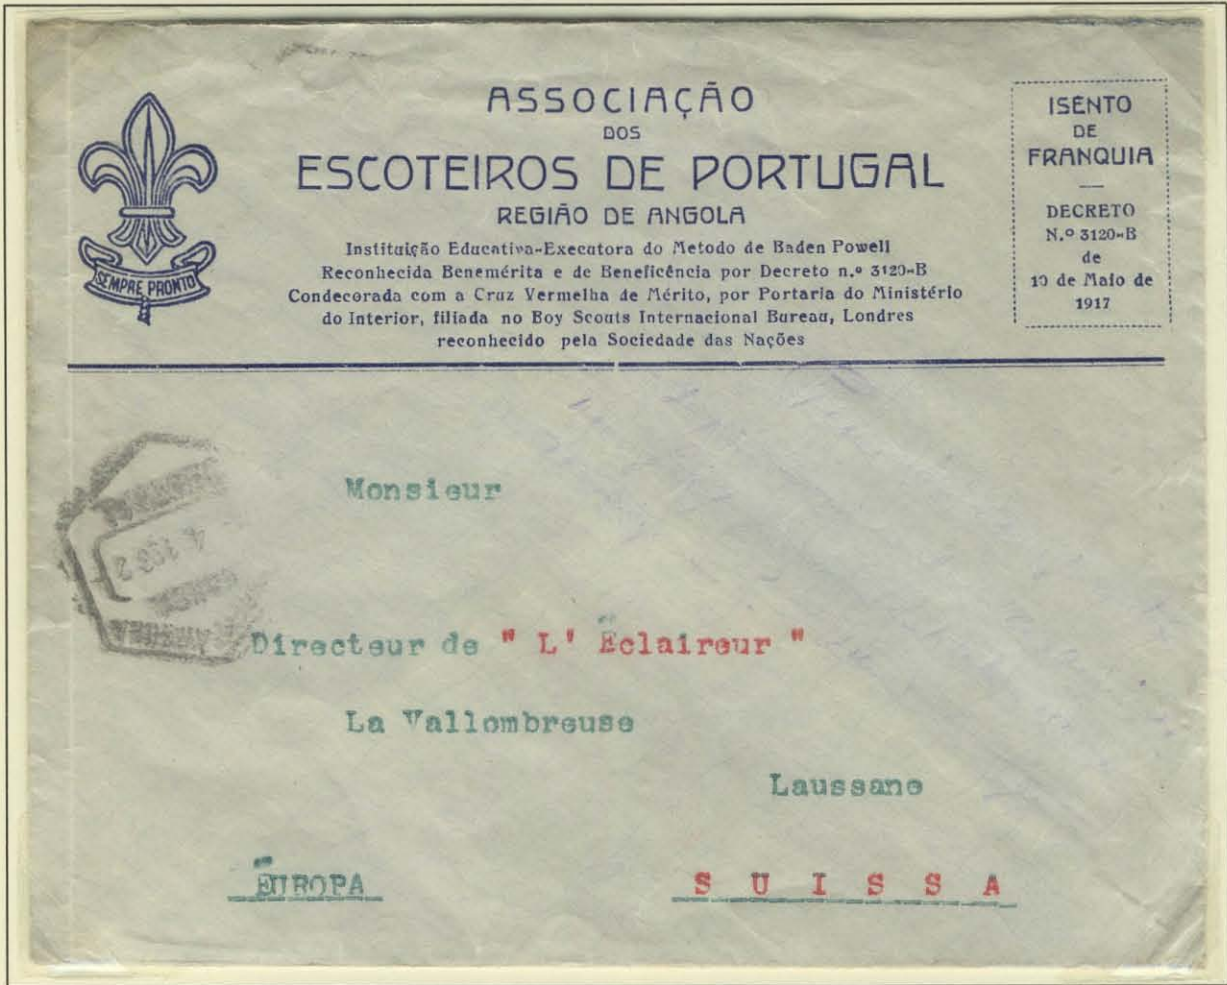 ASSOCIAÇÃO
DOS
ESCOTEIROS DE PORTUGAL
REGIÃO DE ANGOLA
Instituição Educativa-Executora do Metodo de Baden Powell
Reconhecida Benemérita e de Beneficência por Decreto n.º 3120-B
Condecorada com a Cruz Vermelha de Mérito, por Portaria do Ministério
do Interior, filiada no Boy Scouts Internacional Bureau, Londres
reconhecido pela Sociedade das Nações
SEMPRE PRONTO
ISENTO
DE
FRANQUIA
—
DECRETO
N.º 3120-B
de
10 de Maio de
1917
Monsieur
Directeur de " L' Éclaireur "
La Vallombreuse
Laussane
EUROPA
S U I S S A